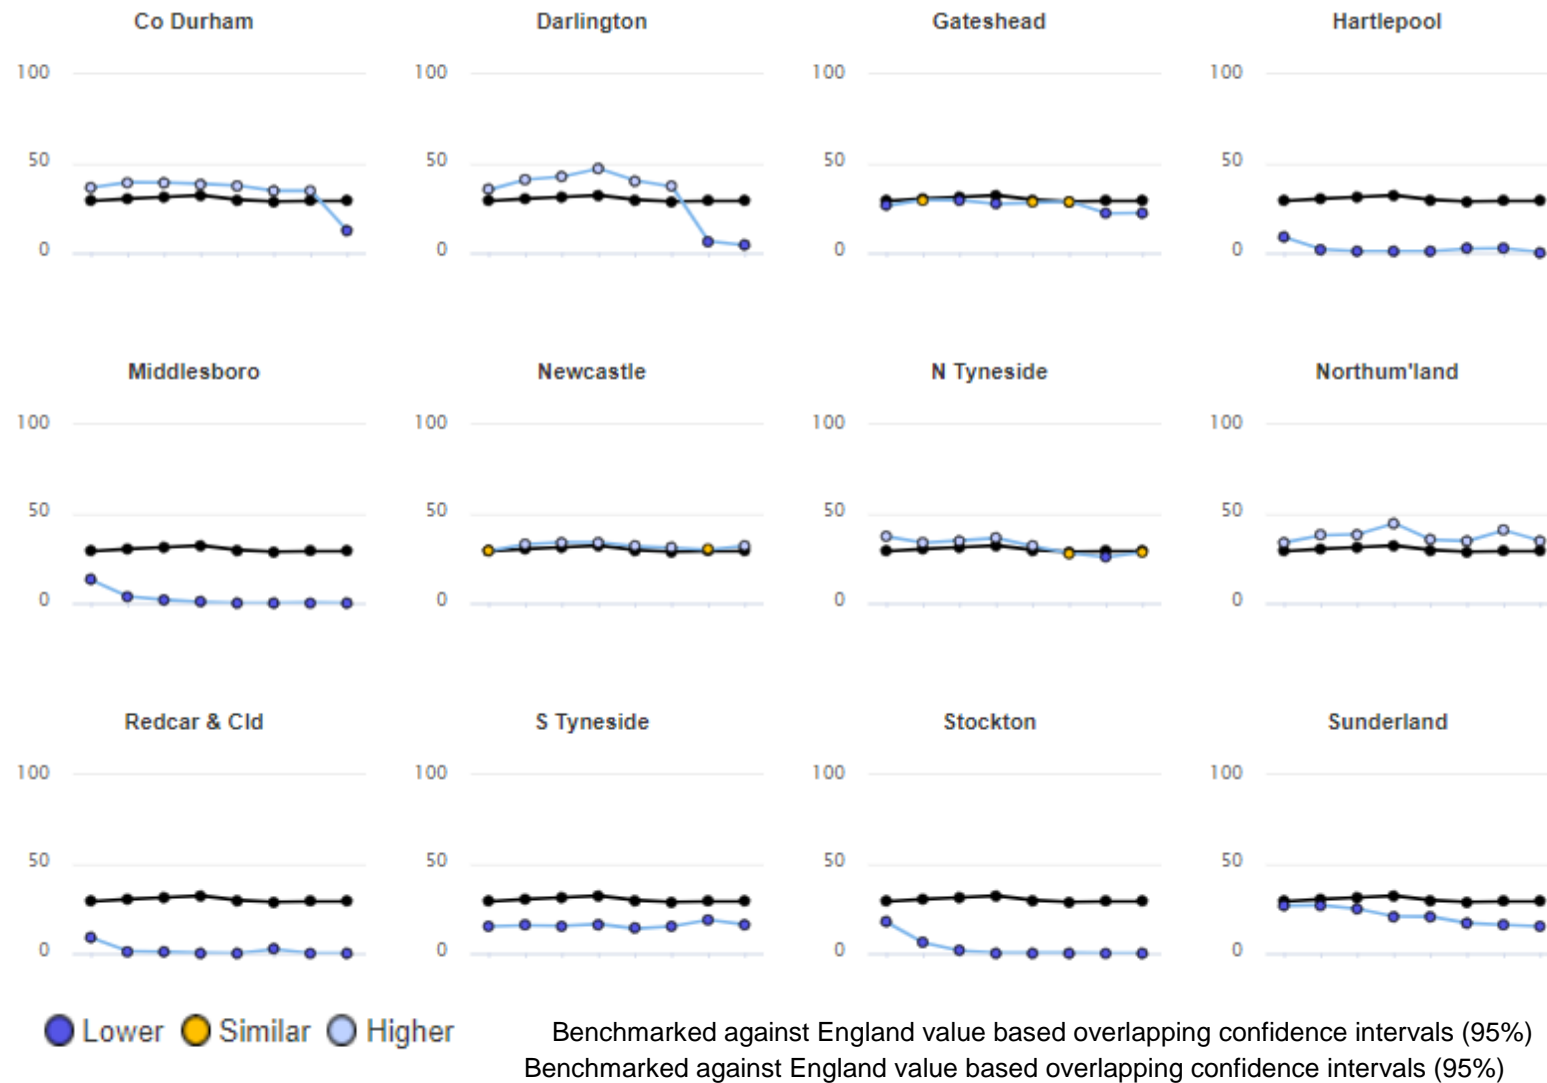 Co Durham Darlington Gateshead Hartlepool
100 100 100 100
50 50 50 50
0 0 0 0
Middlesboro Newcastle N Tyneside Northum'land
100 100 100 100
50 50 50 50
0 0 0 0
Redcar & Cld S Tyneside Stockton Sunderland
100 100 100 100
50 50 50 50
0 0 0 0
Lower Similar Higher Benchmarked against England value based overlapping confidence intervals (95%)
Benchmarked against England value based overlapping confidence intervals (95%)